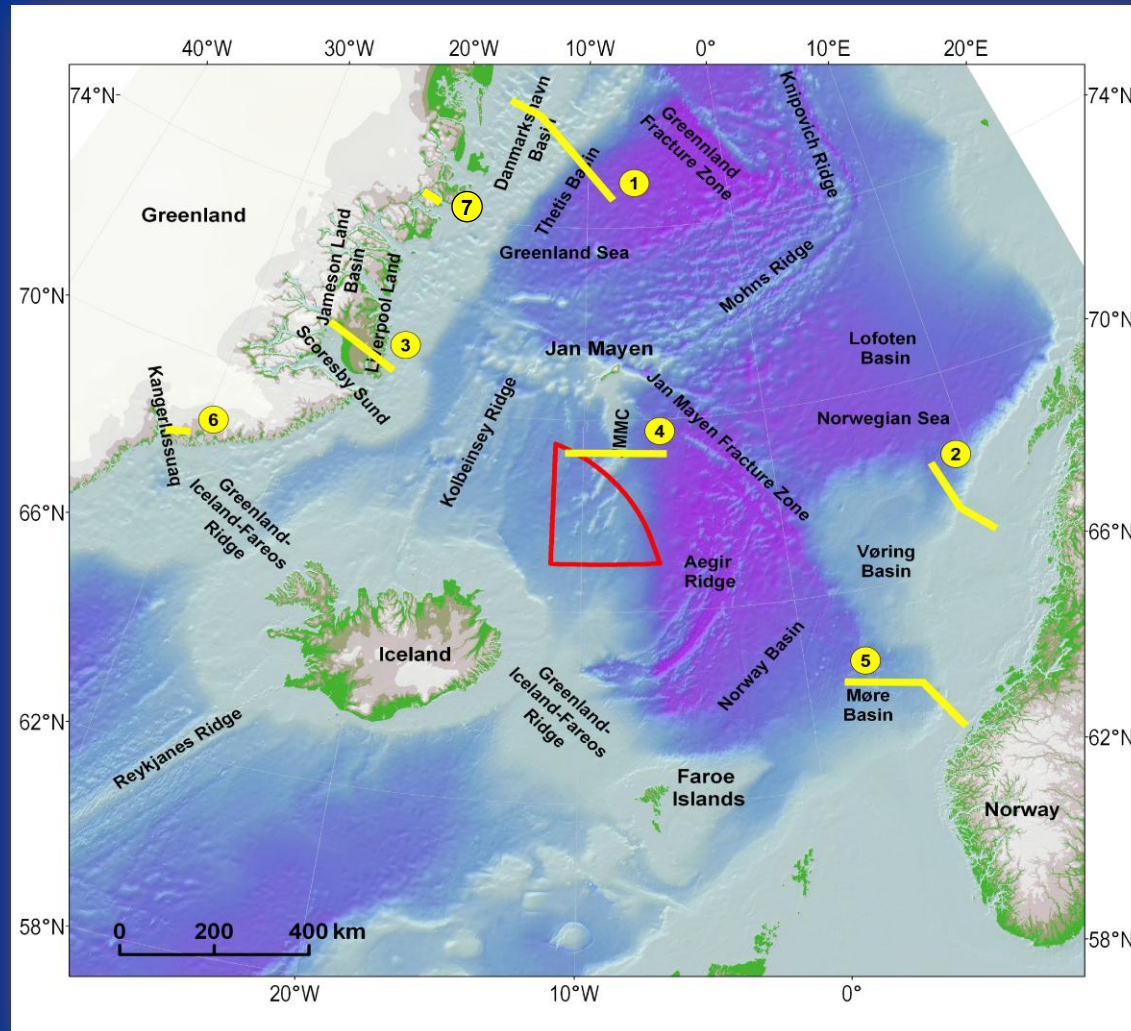 40°W
30°W
20°W
10°W
0°
10°E
20°E
74°N
74°N
Danmarkshavn
Knipovich Ridge
Greennland
Fracture Zone
1
Thetis Basin
7
Greenland
Greenland Sea
Jameson Land
Basin
Liverpool Land
Mohns Ridge
70°N
70°N
Lofoten
Basin
3
Scoresby Sund
Jan Mayen
Jan Mayen Fracture Zone
Kangerlussuaq
6
Kolbeinsey Ridge
MMC
4
Norwegian Sea
2
Greenland-
Iceland-Fareos
Ridge
66°N
66°N
Vøring
Basin
Aegir
Ridge
Iceland
Norway Basin
5
Møre
Basin
Greenland-
Iceland-Fareos
Ridge
62°N
62°N
Reykjanes Ridge
Faroe
Islands
Norway
58°N
58°N
0 200 400 km
20°W
10°W
0°